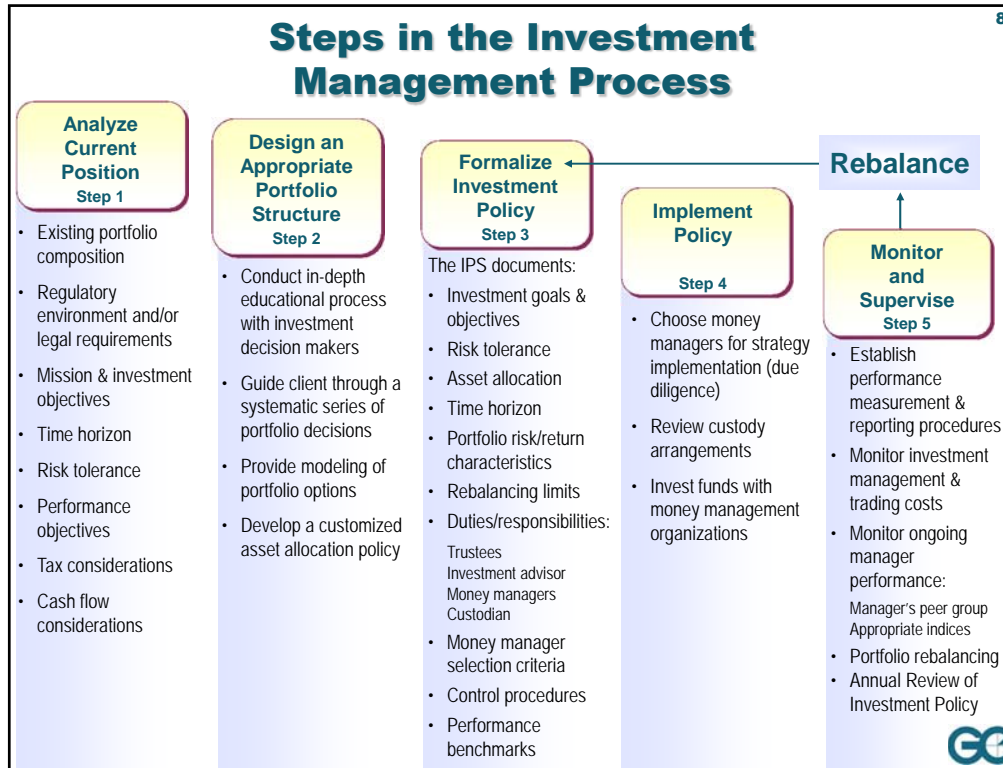 8
Steps in the Investment
Management Process
Analyze
Current
Position
Step 1
• Existing portfolio
composition
• Regulatory
environment and/or
legal requirements
• Mission & investment
objectives
• Time horizon
• Risk tolerance
• Performance
objectives
• Tax considerations
• Cash flow
considerations
Design an
Appropriate
Portfolio
Structure
Step 2
• Conduct in-depth
educational process
with investment
decision makers
• Guide client through a
systematic series of
portfolio decisions
• Provide modeling of
portfolio options
• Develop a customized
asset allocation policy
Formalize
Investment
Policy
Step 3
The IPS documents:
• Investment goals &
objectives
• Risk tolerance
• Asset allocation
• Time horizon
• Portfolio risk/return
characteristics
• Rebalancing limits
• Duties/responsibilities:
Trustees
Investment advisor
Money managers
Custodian
• Money manager
selection criteria
• Control procedures
• Performance
benchmarks
Implement
Policy
Step 4
• Choose money
managers for strategy
implementation (due
diligence)
• Review custody
arrangements
• Invest funds with
money management
organizations
Rebalance
Monitor
and
Supervise
Step 5
• Establish
performance
measurement &
reporting procedures
• Monitor investment
management &
trading costs
• Monitor ongoing
manager
performance:
Manager's peer group
Appropriate indices
• Portfolio rebalancing
• Annual Review of
Investment Policy